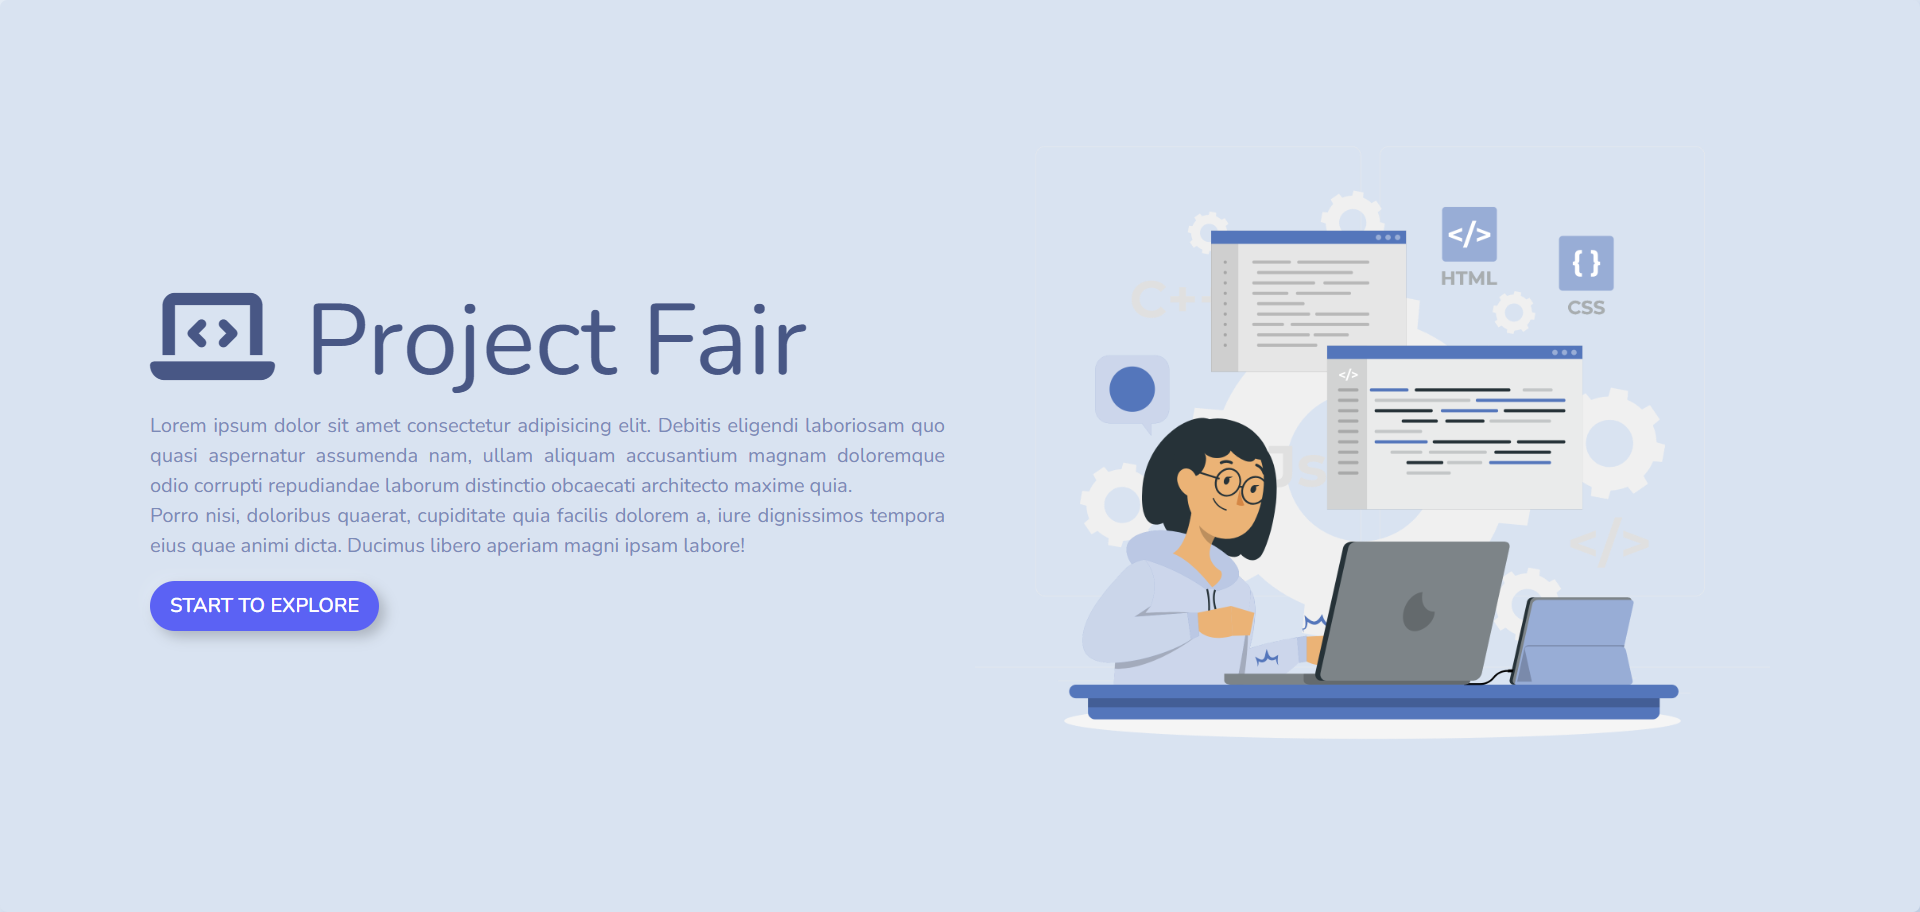 Project Fair
Lorem ipsum dolor sit amet consectetur adipisicing elit. Debitis eligendi laboriosam quo
quasi aspernatur assumenda nam, ullam aliquam accusantium magnam doloremque
odio corrupti repudiandae laborum distinctio obcaecati architecto maxime quia.
Porro nisi, doloribus quaerat, cupiditate quia facilis dolorem a, iure dignissimos tempora
eius quae animi dicta. Ducimus libero aperiam magni ipsam labore!
START TO EXPLORE
</>
HTML
{ }
CSS
C++
</>
Js
</>